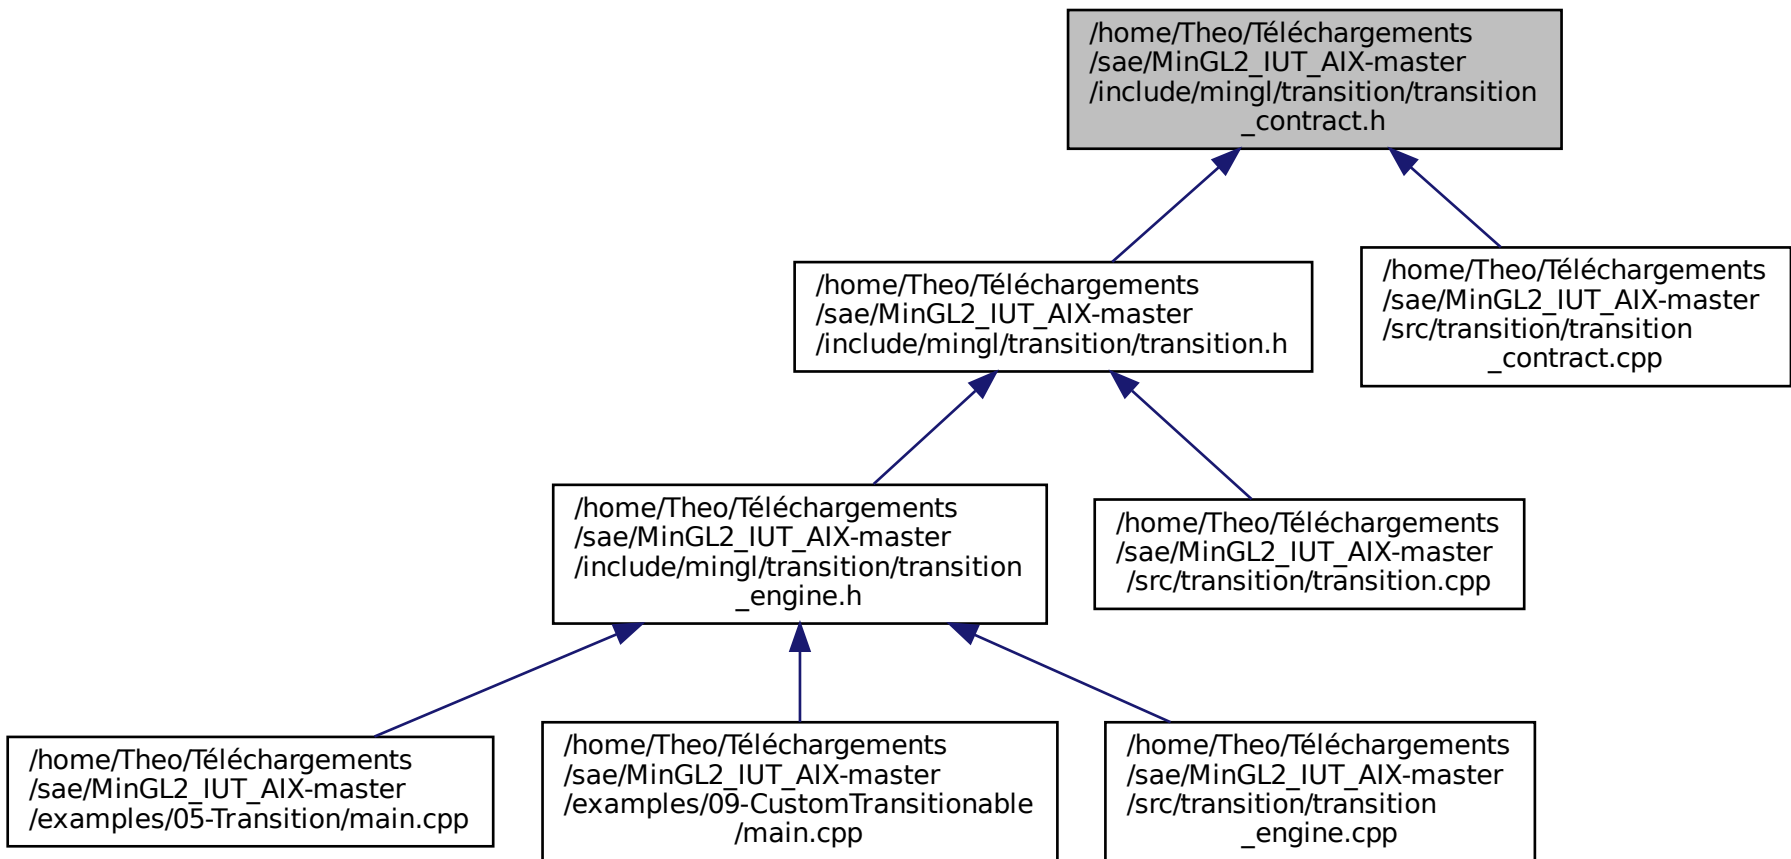 /home/Theo/Téléchargements
/sae/MinGL2_IUT_AIX-master
/include/mingl/transition/transition
_contract.h
/home/Theo/Téléchargements
/sae/MinGL2_IUT_AIX-master
/include/mingl/transition/transition.h
/home/Theo/Téléchargements
/sae/MinGL2_IUT_AIX-master
/src/transition/transition
_contract.cpp
/home/Theo/Téléchargements
/sae/MinGL2_IUT_AIX-master
/include/mingl/transition/transition
_engine.h
/home/Theo/Téléchargements
/sae/MinGL2_IUT_AIX-master
/src/transition/transition.cpp
/home/Theo/Téléchargements
/sae/MinGL2_IUT_AIX-master
/examples/05-Transition/main.cpp
/home/Theo/Téléchargements
/sae/MinGL2_IUT_AIX-master
/examples/09-CustomTransitionable
/main.cpp
/home/Theo/Téléchargements
/sae/MinGL2_IUT_AIX-master
/src/transition/transition
_engine.cpp